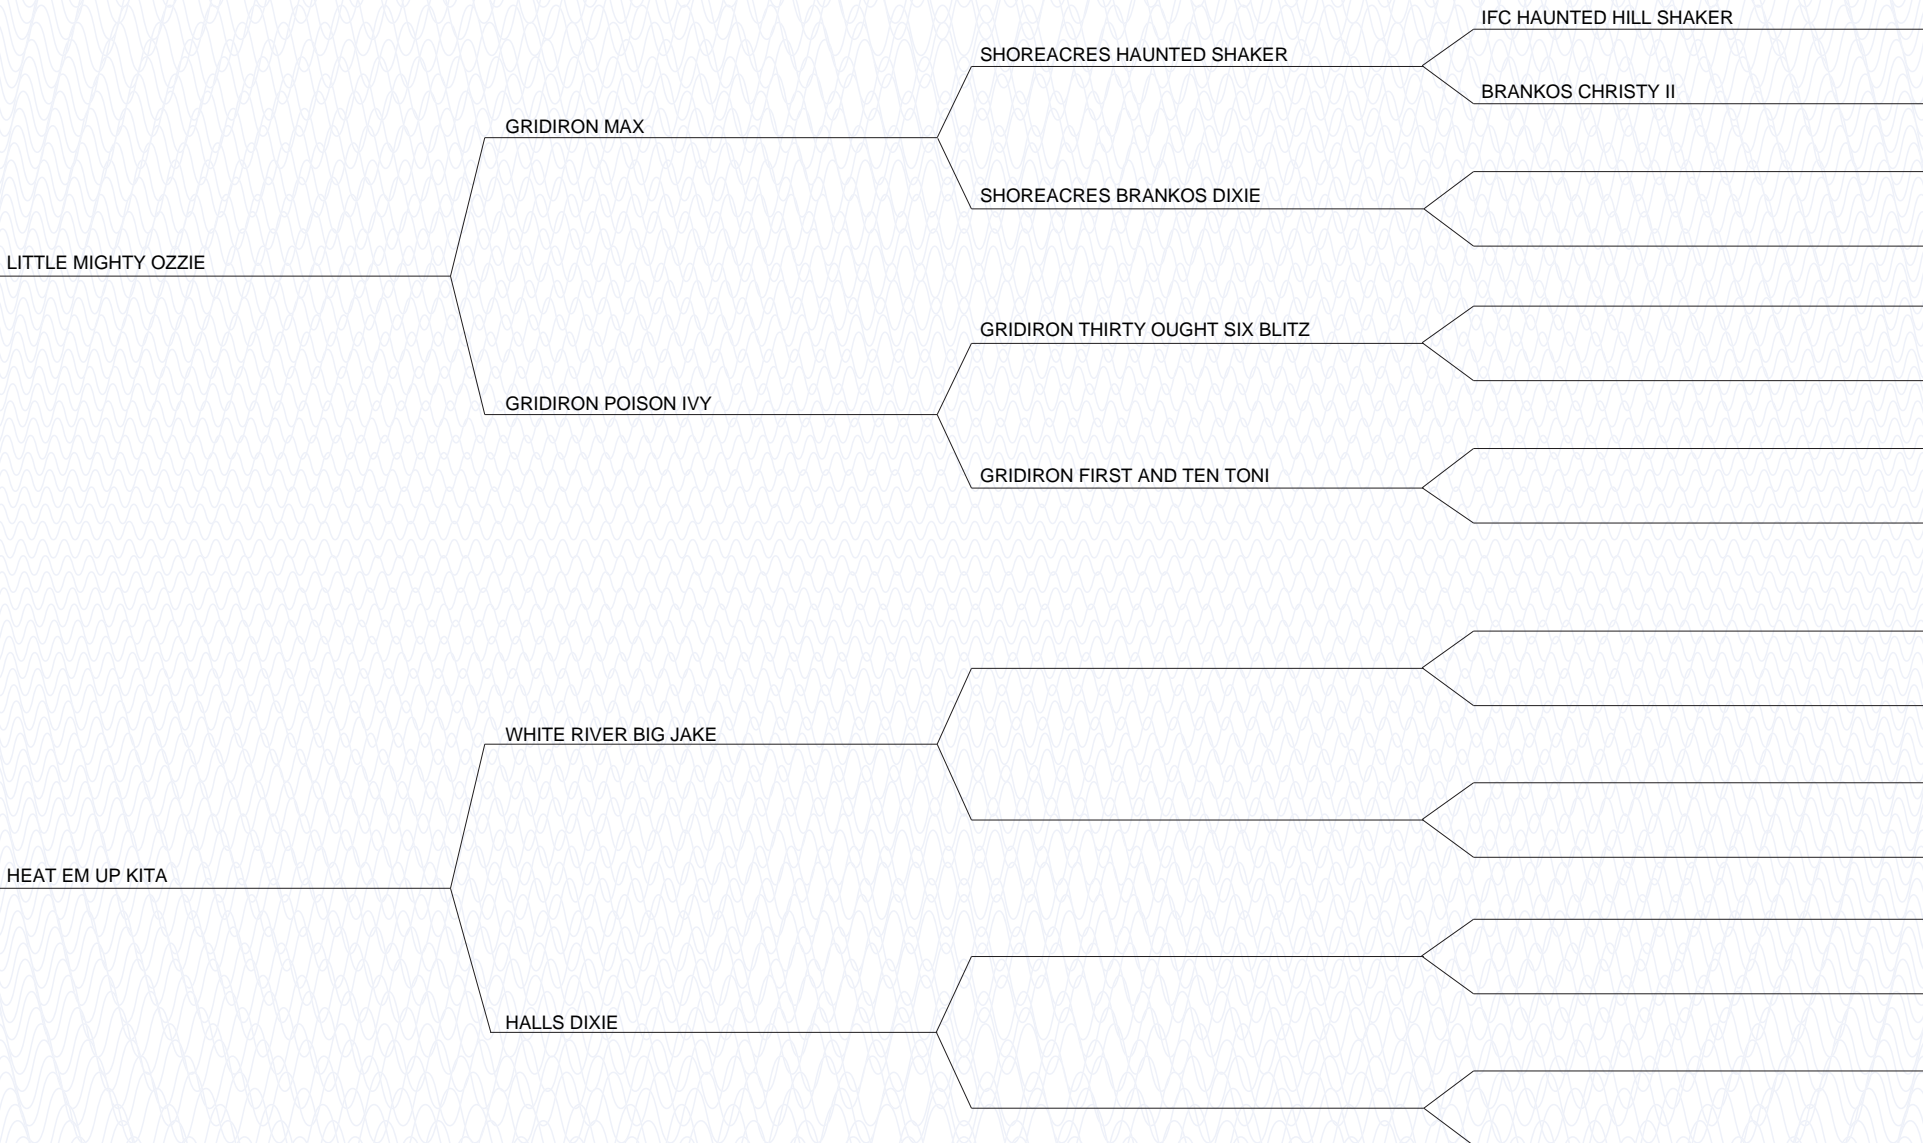 IFC HAUNTED HILL SHAKER
SHOREACRES HAUNTED SHAKER
BRANKOS CHRISTY II
GRIDIRON MAX
SHOREACRES BRANKOS DIXIE
LITTLE MIGHTY OZZIE
GRIDIRON THIRTY OUGHT SIX BLITZ
GRIDIRON POISON IVY
GRIDIRON FIRST AND TEN TONI
WHITE RIVER BIG JAKE
HEAT EM UP KITA
HALLS DIXIE